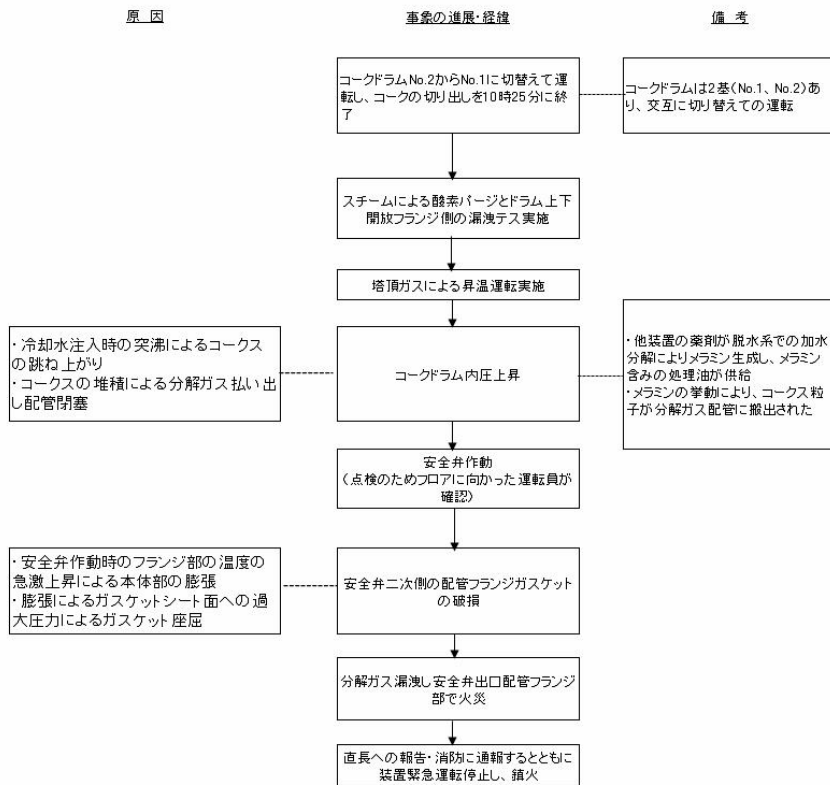 原 因
事象の進展・経緯
備 考
コークドラムNo.2からNo.1に切替えて運
転し、コークの切り出しを10時25分に終
了
コークドラムは2基(No.1、No.2)あ
り、交互に切り替えての運転
スチームによる酸素パージとドラム上下
開放フランジ側の漏洩テス実施
塔頂ガスによる昇温運転実施
・冷却水注入時の突沸によるコークス
の跳ね上がり
・コークスの堆積による分解ガス払い出
し配管閉塞
コークドラム内圧上昇
・他装置の薬剤が脱水系での加水
分解によりメラミン生成し、メラミン
含みの処理油が供給
・メラミンの挙動により、コークス粒
子が分解ガス配管に搬出された
安全弁作動
(点検のためフロアに向かった運転員が
確認)
・安全弁作動時のフランジ部の温度の
急激上昇による本体部の膨張
・膨張によるガスケットシート面への過
大圧力によるガスケット座屈
安全弁二次側の配管フランジガスケット
の破損
分解ガス漏洩し安全弁出口配管フランジ
部で火災
直長への報告・消防に通報するとともに
装置緊急運転停止し、鎮火